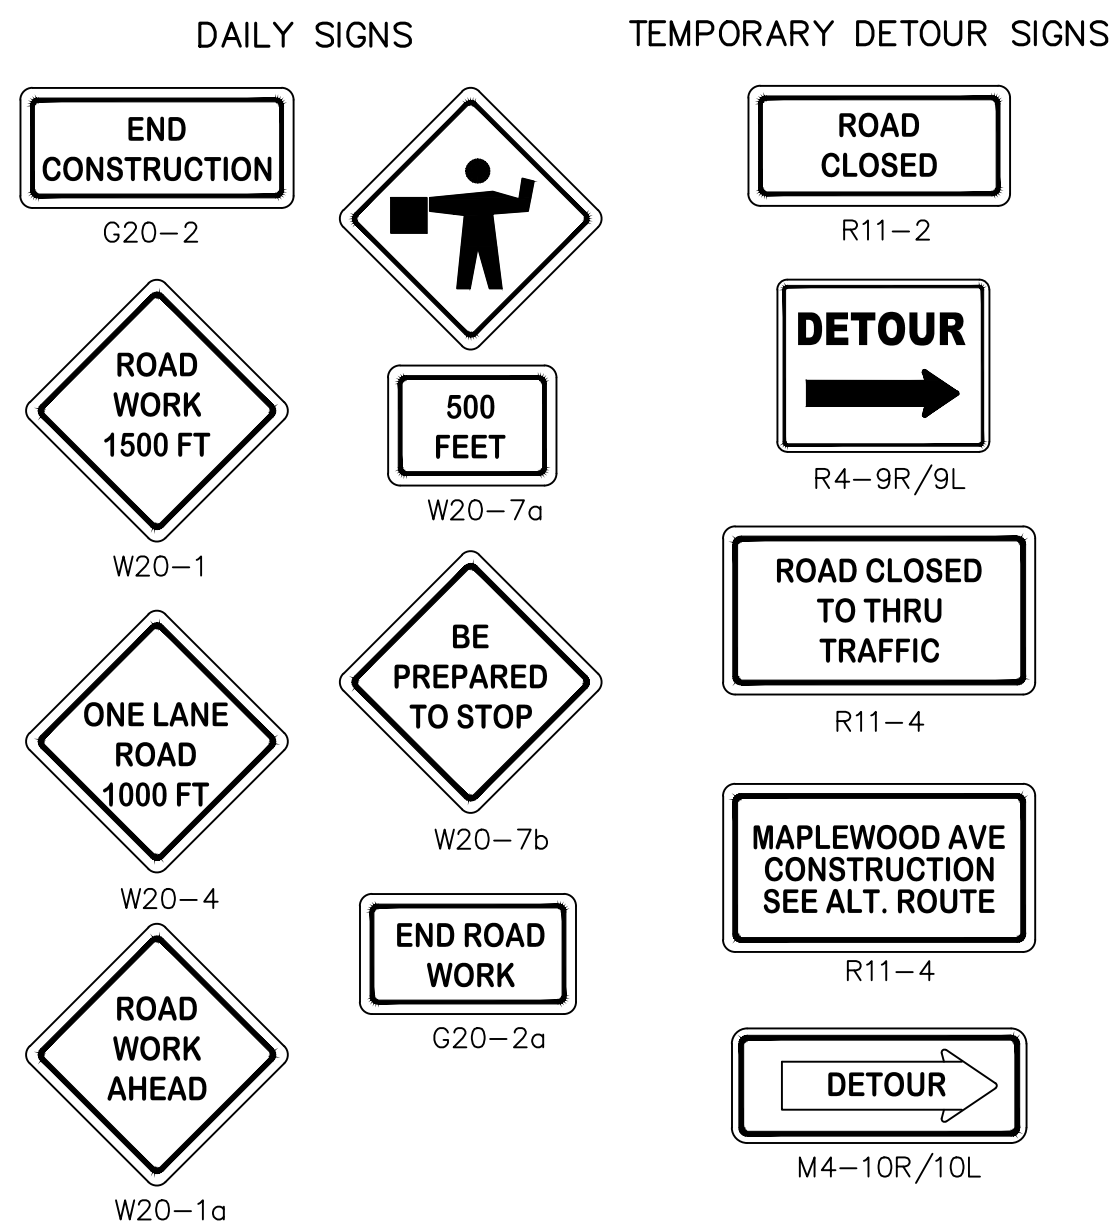 DAILY SIGNS
END
CONSTRUCTION
G20-2
ROAD
WORK
1500 FT
W20-1
ONE LANE
ROAD
1000 FT
W20-4
ROAD
WORK
AHEAD
W20-1a
500
FEET
W20-7a
BE
PREPARED
TO STOP
W20-7b
END ROAD
WORK
G20-2a
TEMPORARY DETOUR SIGNS
ROAD
CLOSED
R11-2
DETOUR
R4-9R/9L
ROAD CLOSED
TO THRU
TRAFFIC
R11-4
MAPLEWOOD AVE
CONSTRUCTION
SEE ALT. ROUTE
R11-4
DETOUR
M4-10R/10L